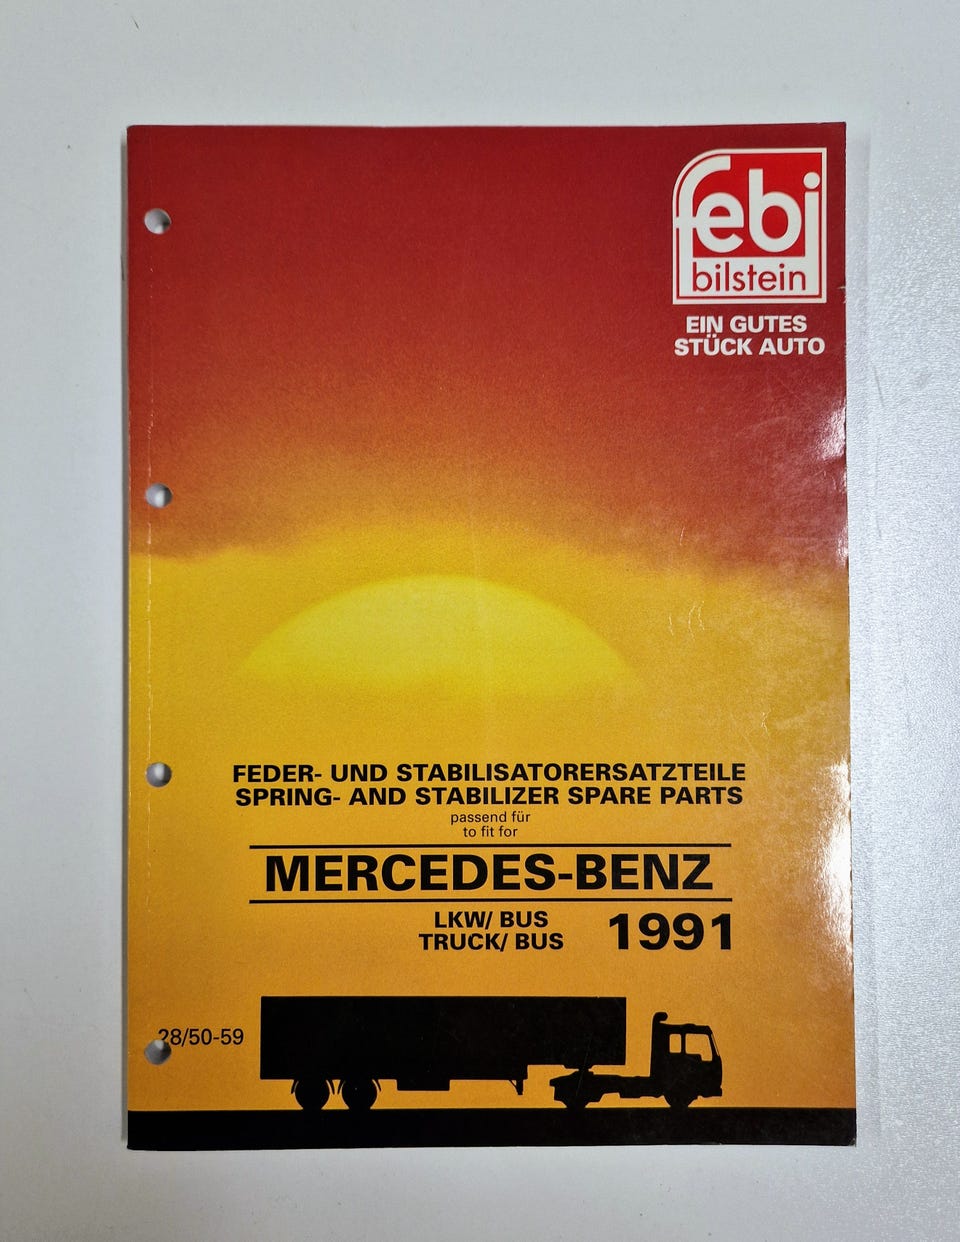 febi
bilstein
EIN GUTES
STÜCK AUTO
FEDER- UND STABILISATORERSATZTEILE
SPRING- AND STABILIZER SPARE PARTS
passend für
to fit for
MERCEDES-BENZ
LKW/ BUS
TRUCK/ BUS
1991
28/50-59